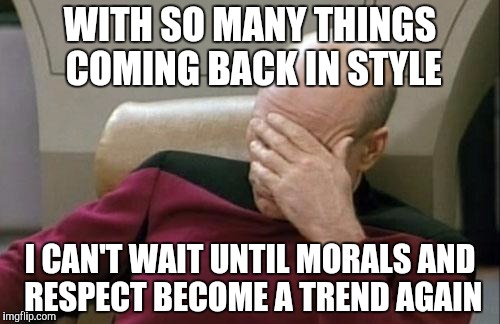 WITH SO MANY THINGS
COMING BACK IN STYLE
I CAN'T WAIT UNTIL MORALS AND
RESPECT BECOME A TREND AGAIN
imgflip.com